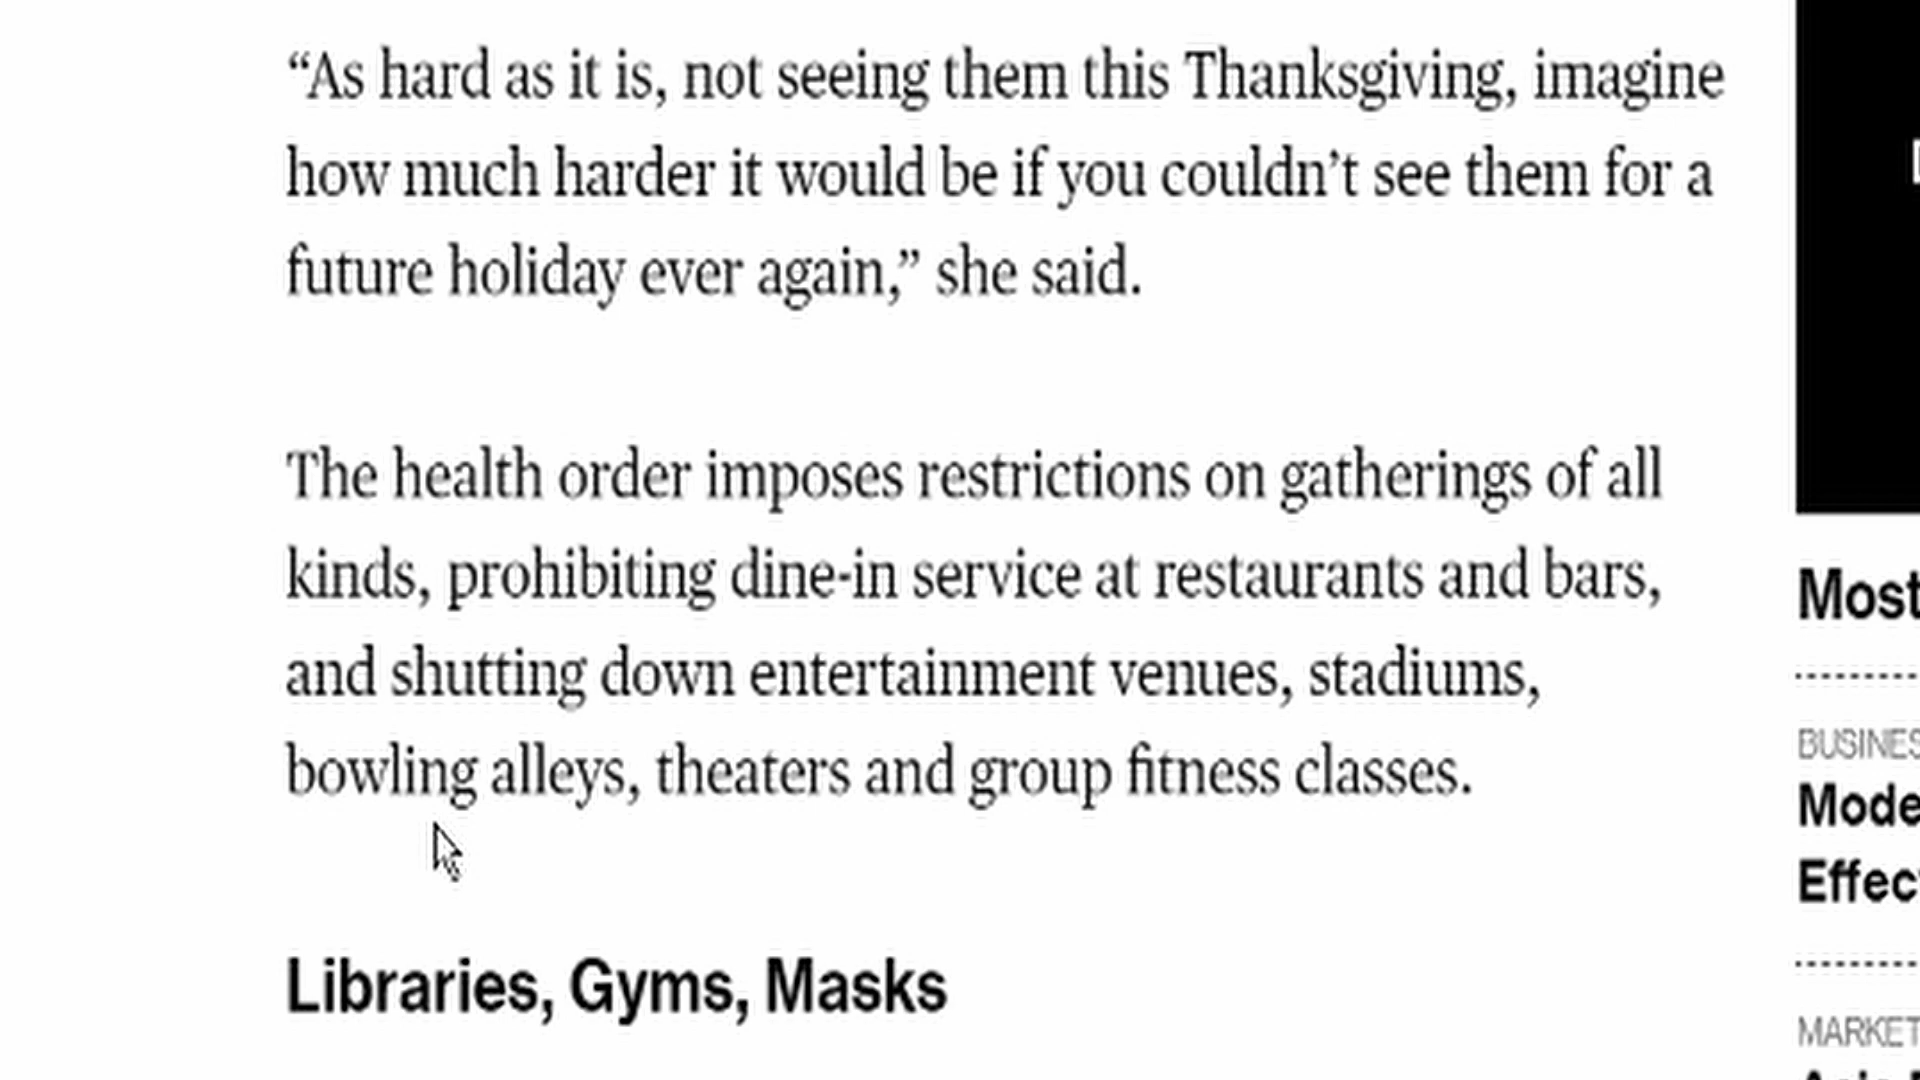 “As hard as it is, not seeing them this Thanksgiving, imagine
how much harder it would be if you couldn’t see them for a
future holiday ever again,” she said.
The health order imposes restrictions on gatherings of all
kinds, prohibiting dine-in service at restaurants and bars,
and shutting down entertainment venues, stadiums,
bowling alleys, theaters and group fitness classes.
Libraries, Gyms, Masks
Most